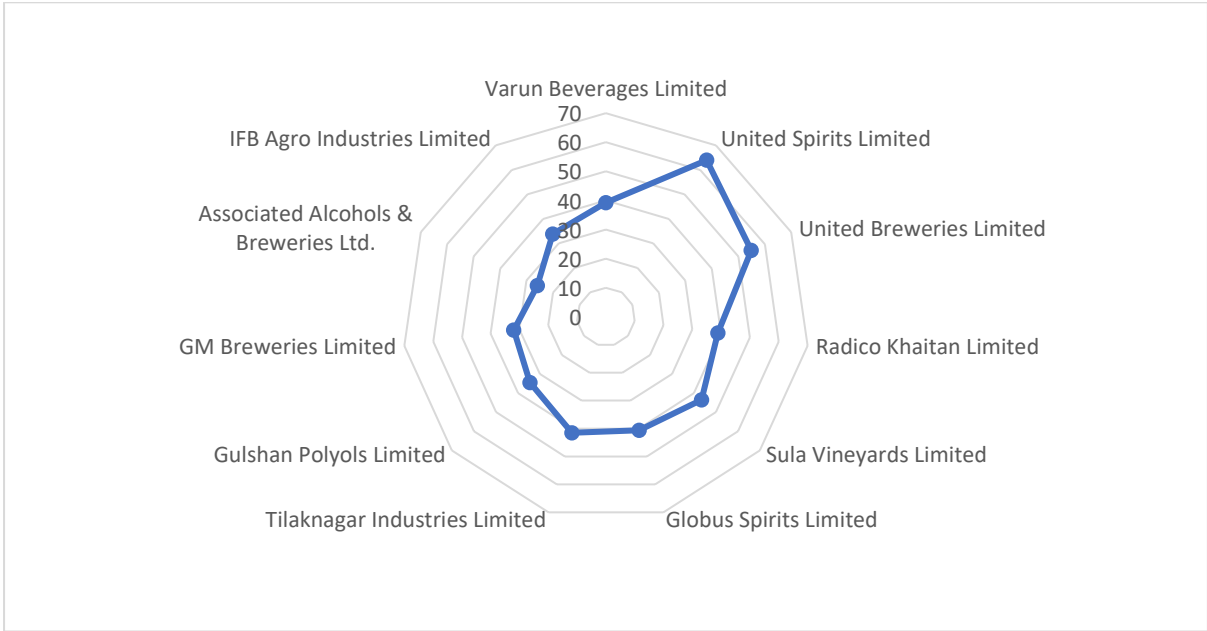 Varun Beverages Limited
70
60
50
40
30
20
10
0
United Spirits Limited
United Breweries Limited
Radico Khaitan Limited
Sula Vineyards Limited
Globus Spirits Limited
Tilaknagar Industries Limited
Gulshan Polyols Limited
GM Breweries Limited
Associated Alcohols &
Breweries Ltd.
IFB Agro Industries Limited